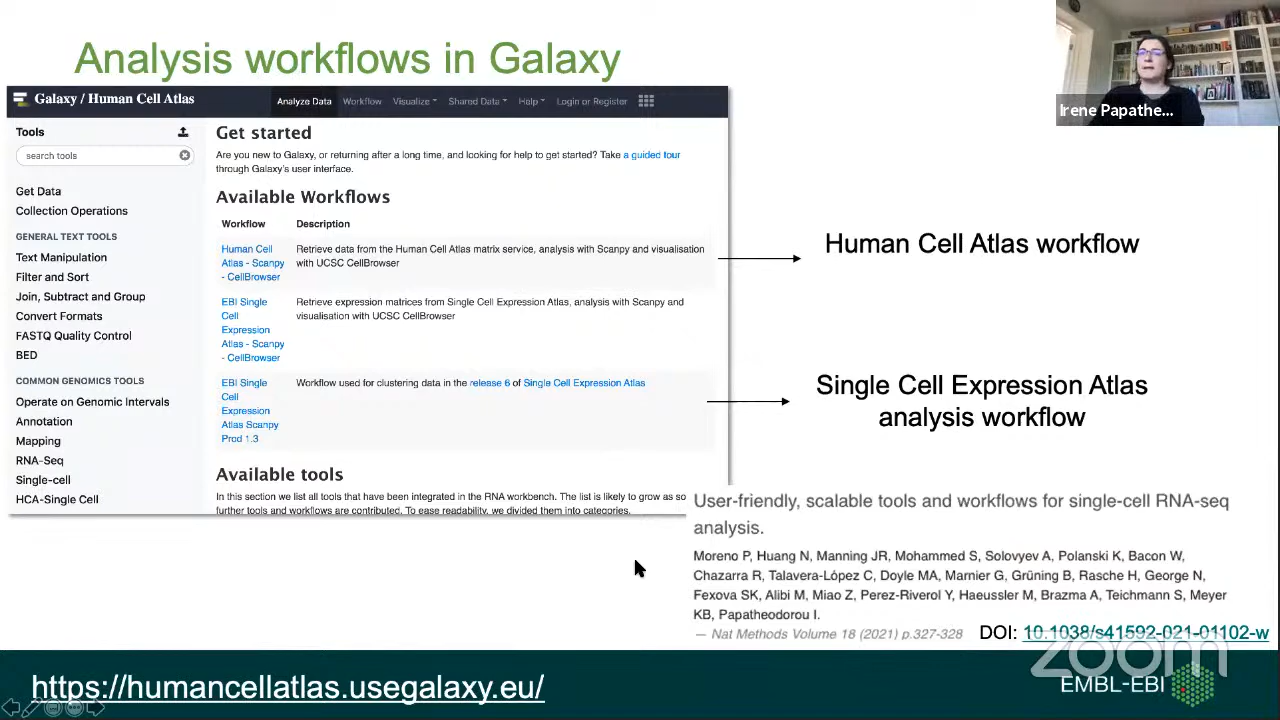 Analysis workflows in Galaxy
Irene Papathe...
Galaxy / Human Cell Atlas
Analyze Data Workflow Visualize Shared Data Help Login or Register
Tools
search tools
Get Data
Collection Operations
GENERAL TEXT TOOLS
Text Manipulation
Filter and Sort
Join, Subtract and Group
Convert Formats
FASTQ Quality Control
BED
COMMON GENOMICS TOOLS
Operate on Genomic Intervals
Annotation
Mapping
RNA-Seq
Single-cell
HCA-Single Cell
Get started
Are you new to Galaxy, or returning after a long time, and looking for help to get started? Take a guided tour
through Galaxy's user interface.
Available Workflows
Workflow Description
Human Cell
Atlas - Scanpy
- CellBrowser
Retrieve data from the Human Cell Atlas matrix service, analysis with Scanpy and visualisation
with UCSC CellBrowser
EBI Single
Cell
Expression
Atlas - Scanpy
- CellBrowser
Retrieve expression matrices from Single Cell Expression Atlas, analysis with Scanpy and
visualisation with UCSC CellBrowser
EBI Single
Cell
Expression
Atlas Scanpy
Prod 1.3
Workflow used for clustering data in the release 6 of Single Cell Expression Atlas
Available tools
In this section we list all tools that have been integrated in the RNA workbench. The list is likely to grow as so
further tools and workflows are contributed. To ease readability, we divided them into categories.
Human Cell Atlas workflow
Single Cell Expression Atlas
analysis workflow
User-friendly, scalable tools and workflows for single-cell RNA-seq
analysis.
Moreno P, Huang N, Manning JR, Mohammed S, Solovyev A, Polanski K, Bacon W,
Chazarra R, Talavera-López C, Doyle MA, Marnier G, Grüning B, Rasche H, George N,
Fexova SK, Alibi M, Miao Z, Perez-Riverol Y, Haeussler M, Brazma A, Teichmann S, Meyer
KB, Papatheodorou I.
— Nat Methods Volume 18 (2021) p.327-328 DOI: 10.1038/s41592-021-01102-w
https://humancellatlas.usegalaxy.eu/
zoom
EMBL-EBI